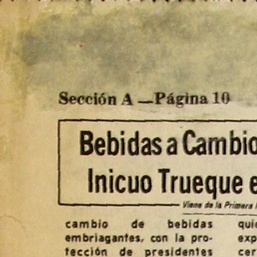 Sección A —Página 10
Bebidas a Cambio
Inicuo Trueque e
Viene de la Primera
cambio de bebidas
embriagantes, con la pro-
tección de presidentes
quie
exp
cer